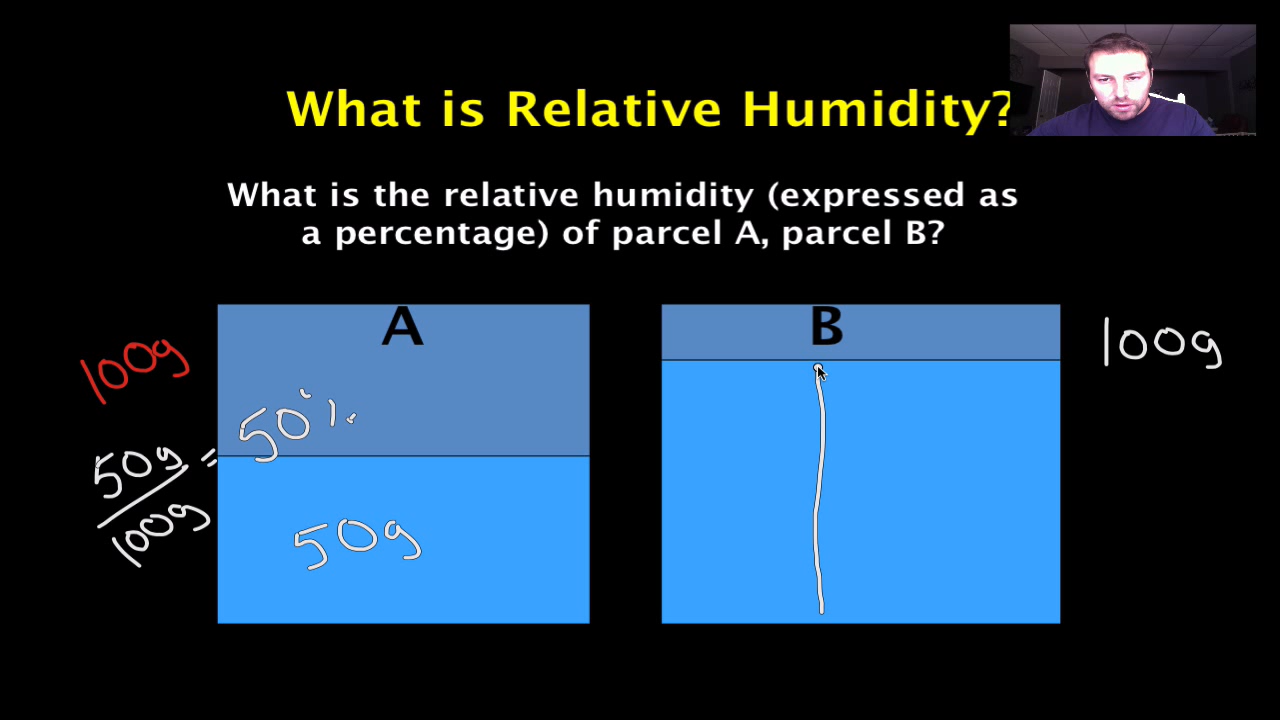 What is Relative Humidity?
What is the relative humidity (expressed as
a percentage) of parcel A, parcel B?
A
B
100g
100g
50%
50g
=
100g
50g